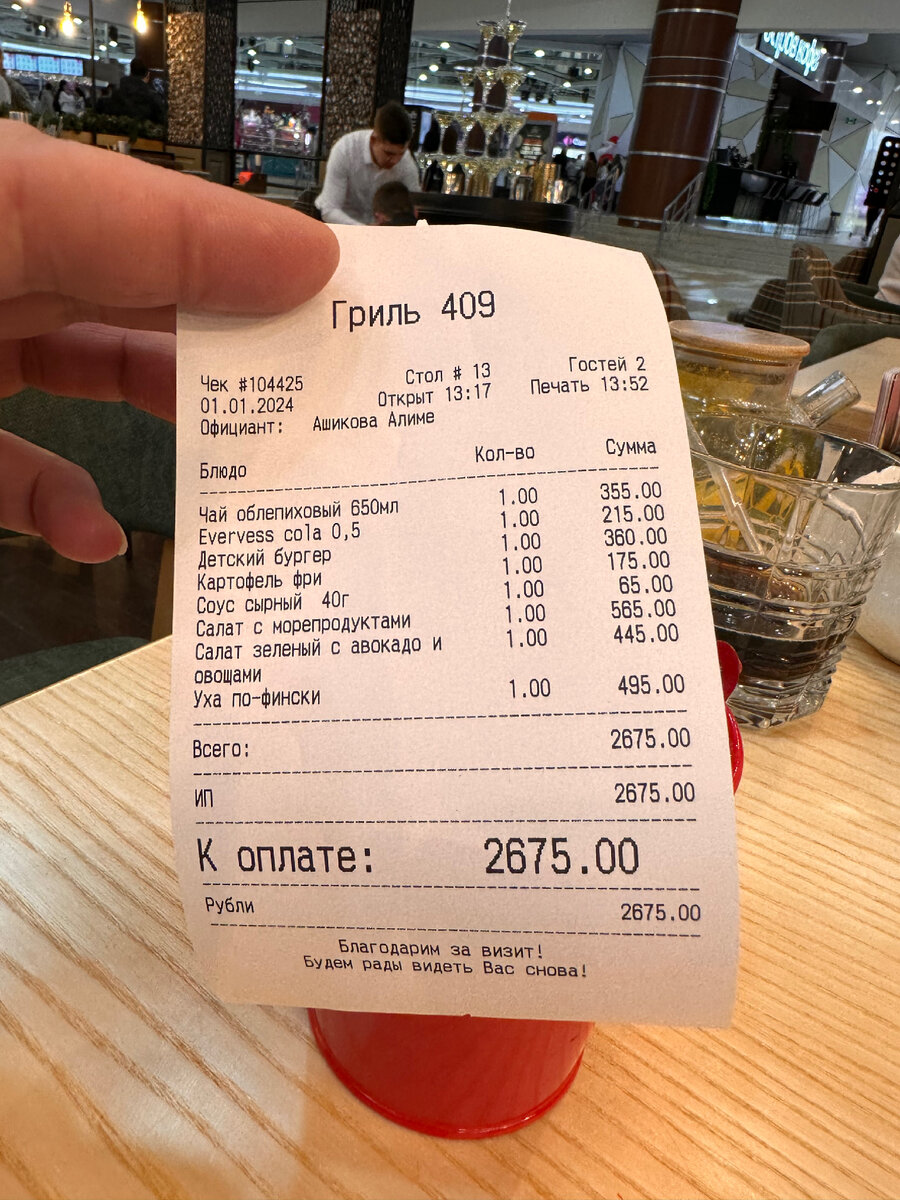 Гриль 409
Чек #104425 Стол # 13 Гостей 2
01.01.2024 Открыт 13:17 Печать 13:52
Официант: Ашикова Алиме
Блюдо Кол-во Сумма
Чай облепиховый 650мл 1.00 355.00
Evervess cola 0,5 1.00 215.00
Детский бургер 1.00 360.00
Картофель фри 1.00 175.00
Соус сырный 40г 1.00 65.00
Салат с морепродуктами 1.00 565.00
Салат зеленый с авокадо и 1.00 445.00
овощами
Уха по-фински 1.00 495.00
Всего: 2675.00
ИП 2675.00
К оплате: 2675.00
Рубли 2675.00
Благодарим за визит!
Будем рады видеть Вас снова!